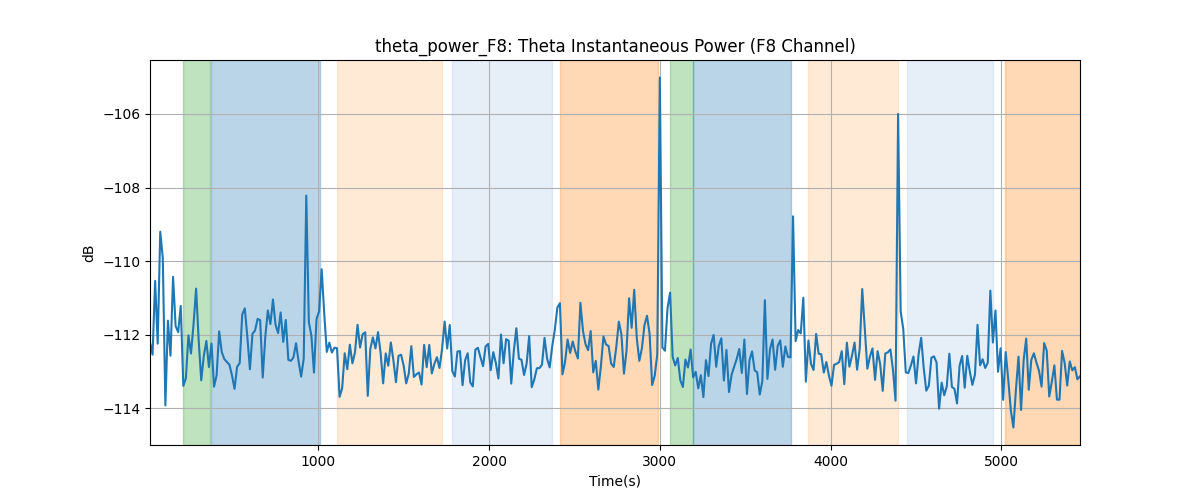 theta_power_F8: Theta Instantaneous Power (F8 Channel)
−106
−108
−110
−112
−114
dB
1000 2000 3000 4000 5000
Time(s)